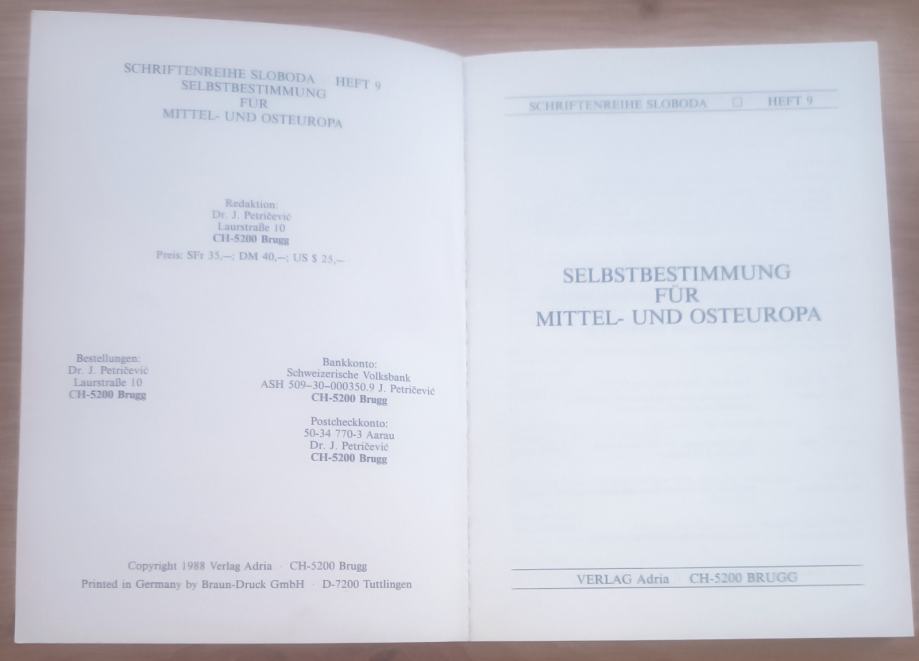 SCHRIFTENREIHE SLOBODA HEFT 9
SELBSTBESTIMMUNG
FÜR
MITTEL- UND OSTEUROPA
Redaktion:
Dr. J. Petričević
Laurstraße 10
CH-5200 Brugg
Preis: SFr 35,—; DM 40,—; US $ 25,—
Bestellungen:
Dr. J. Petričević
Laurstraße 10
CH-5200 Brugg
Bankkonto:
Schweizerische Volksbank
ASH 509–30–000350.9 J. Petričević
CH-5200 Brugg
Postcheckkonto:
50-34 770-3 Aarau
Dr. J. Petričević
CH-5200 Brugg
Copyright 1988 Verlag Adria · CH-5200 Brugg
Printed in Germany by Braun-Druck GmbH · D-7200 Tuttlingen
SCHRIFTENREIHE SLOBODA □ HEFT 9
SELBSTBESTIMMUNG
FÜR
MITTEL- UND OSTEUROPA
VERLAG Adria · CH-5200 BRUGG